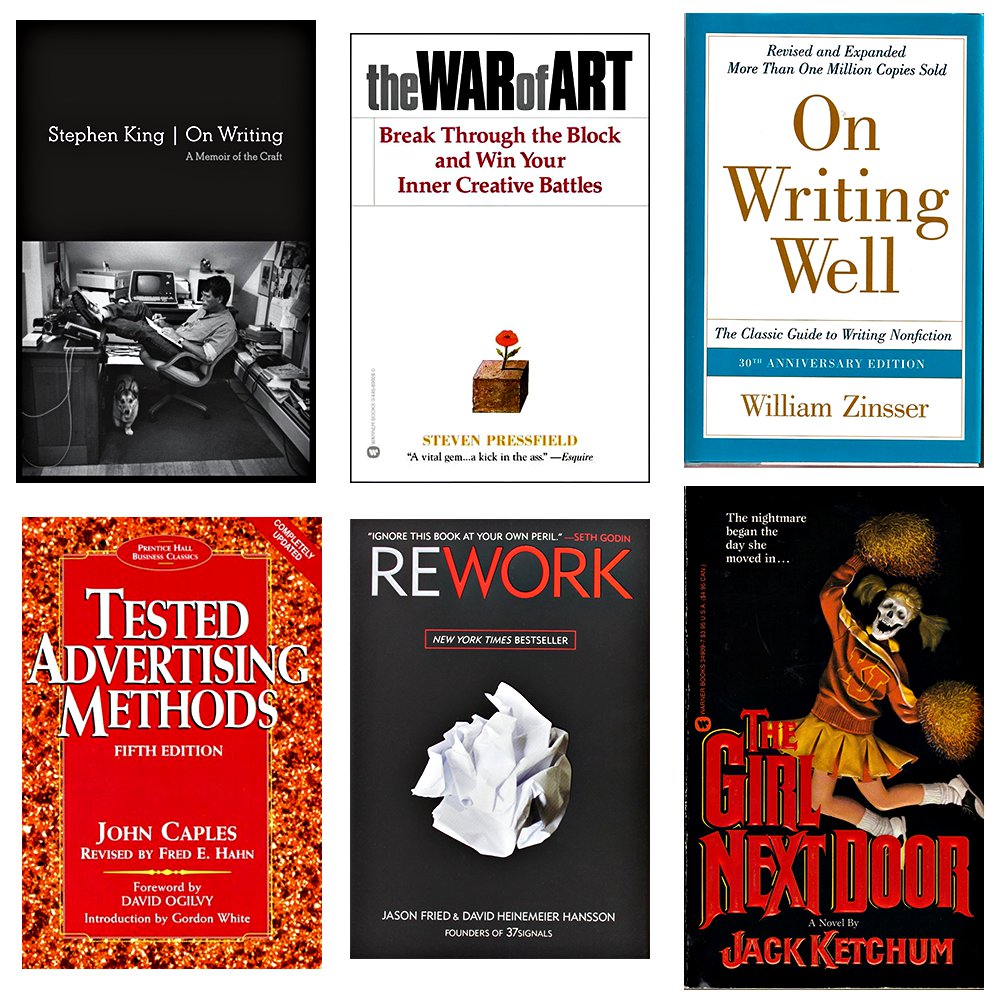 Stephen King | On Writing
A Memoir of the Craft
theWARofART
Break Through the Block
and Win Your
Inner Creative Battles
STEVEN PRESSFIELD
“A vital gem...a kick in the ass.” —Esquire
Revised and Expanded
More Than One Million Copies Sold
On
Writing
Well
The Classic Guide to Writing Nonfiction
30TH ANNIVERSARY EDITION
William Zinsser
PRENTICE HALL
BUSINESS CLASSICS
COMPLETELY
UPDATED
TESTED
ADVERTISING
METHODS
FIFTH EDITION
JOHN CAPLES
REVISED BY FRED E. HAHN
Foreword by
DAVID OGILVY
Introduction by Gordon White
"IGNORE THIS BOOK AT YOUR OWN PERIL."—SETH GODIN
REWORK
NEW YORK TIMES BESTSELLER
JASON FRIED & DAVID HEINEMEIER HANSSON
FOUNDERS OF 37SIGNALS
The nightmare
began the
day she
moved in...
THE
GIRL
NEXT DOOR
A Novel By
JACK KETCHUM